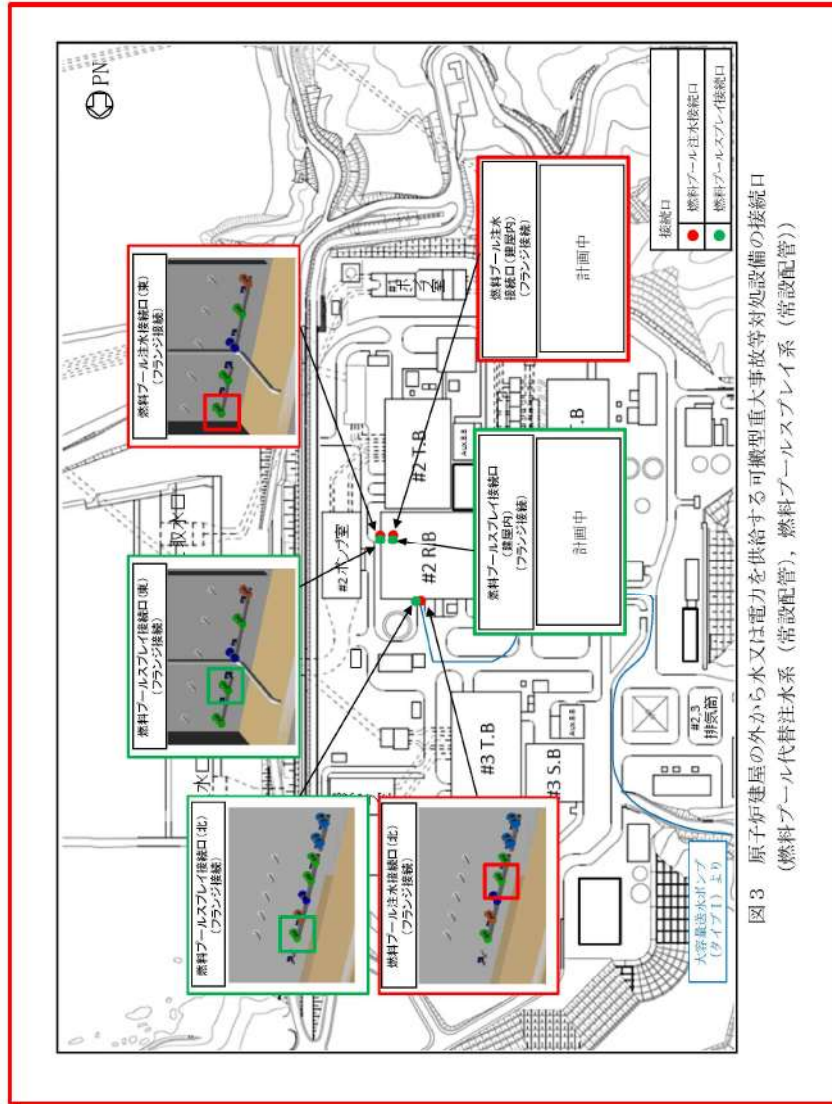 PN
燃料プール注水接続口(東)
(フランジ接続)
燃料プールスプレイ接続口(東)
(フランジ接続)
燃料プールスプレイ接続口(北)
(フランジ接続)
燃料プール注水接続口(北)
(フランジ接続)
燃料プール注水
接続口(建屋内)
(フランジ接続)
計画中
燃料プールスプレイ接続口
(建屋内)
(フランジ接続)
計画中
取水口
水口
#2 ポンプ室
#2 T.B
#2 R/B
#3 T.B
#3 S.B
T.B
#2,3
排気筒
大容量送水ポンプ
(タイプⅠ)より
接続口
燃料プール注水接続口
燃料プールスプレイ接続口
図3 原子炉建屋の外から水又は電力を供給する可搬型重大事故等対処設備の接続口
(燃料プール代替注水系(常設配管),燃料プールスプレイ系(常設配管))